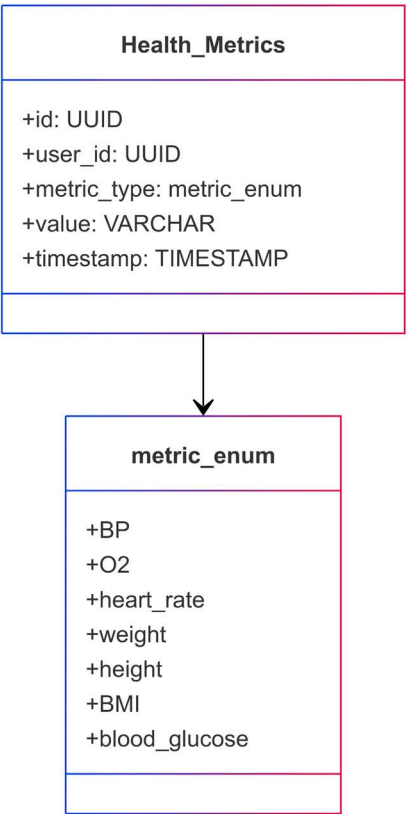 Health_Metrics
+id: UUID
+user_id: UUID
+metric_type: metric_enum
+value: VARCHAR
+timestamp: TIMESTAMP
metric_enum
+BP
+O2
+heart_rate
+weight
+height
+BMI
+blood_glucose